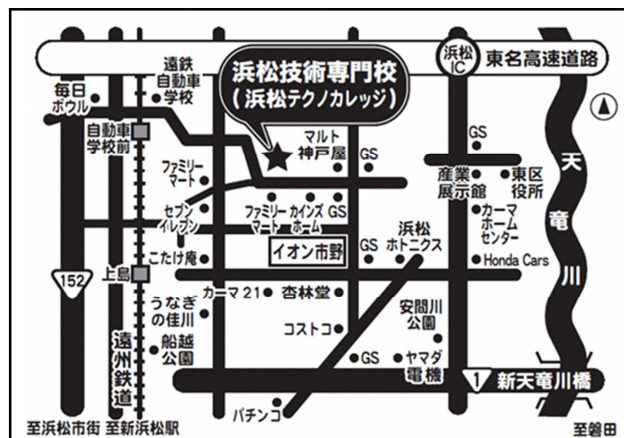 浜松
IC
東名高速道路
遠鉄
自動車
学校
浜松技術専門校
(浜松テクノカレッジ)
毎日
ボウル
自動車
学校前
マルト
神戸屋
GS
GS
ファミリー
マート
産業
展示館
東区
役所
天竜川
セブン
イレブン
ファミリー
マート
カインズ
ホーム
GS
浜松
ホトニクス
カーマ
ホーム
センター
こたけ庵
イオン市野
GS
Honda Cars
152
上島
カーマ21
杏林堂
うなぎ
の佳川
安間川
公園
コストコ
船越
公園
遠州鉄道
GS
ヤマダ
電機
1
新天竜川橋
パチンコ
至浜松市街
至新浜松駅
至磐田